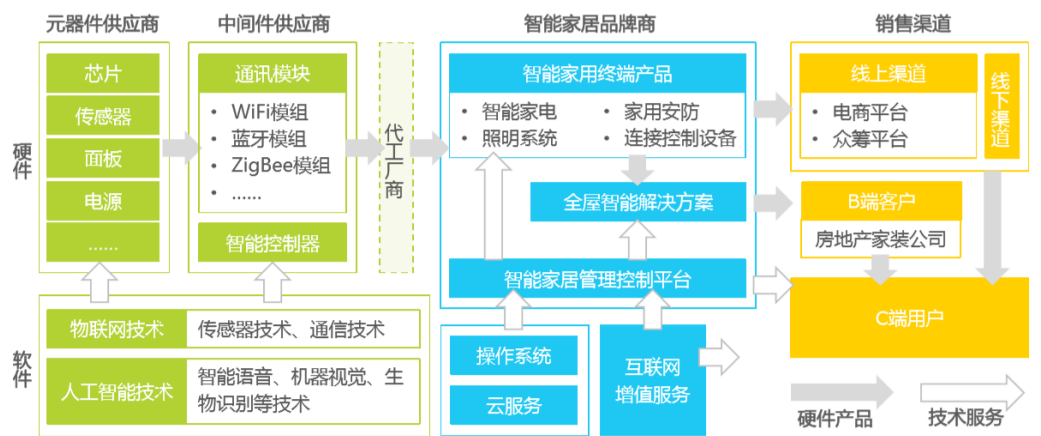 元器件供应商
中间件供应商
智能家居品牌商
销售渠道
硬件
芯片
传感器
面板
电源
……
通讯模块
• WiFi模组
• 蓝牙模组
• ZigBee模组
• ……
智能控制器
代工厂商
智能家用终端产品
• 智能家电
• 家用安防
• 照明系统
• 连接控制设备
全屋智能解决方案
智能家居管理控制平台
线上渠道
• 电商平台
• 众筹平台
线下渠道
B端客户
房地产家装公司
C端用户
软件
物联网技术
传感器技术、通信技术
人工智能技术
智能语音、机器视觉、生
物识别等技术
操作系统
云服务
互联网
增值服务
硬件产品
技术服务